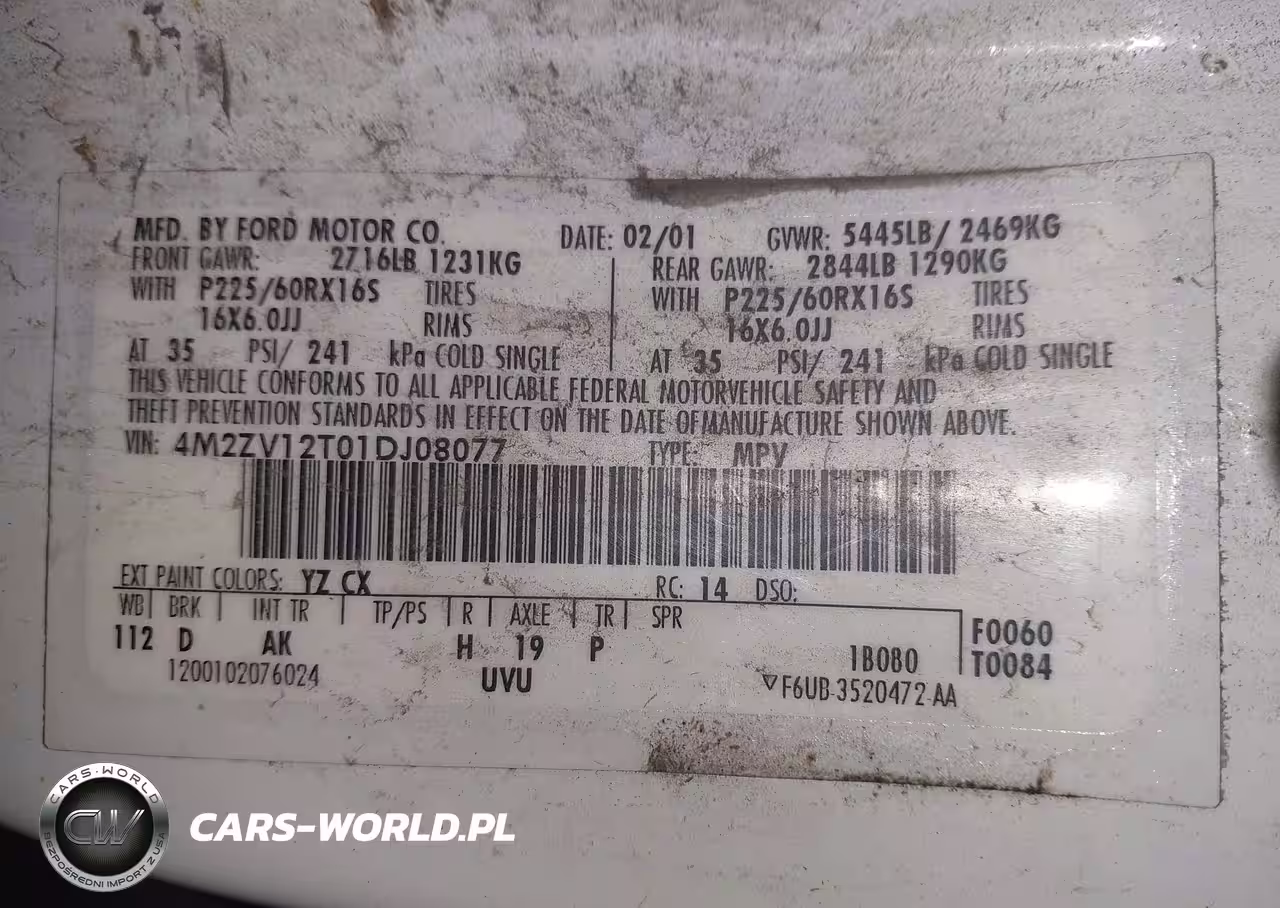 MFD. BY FORD MOTOR CO. DATE: 02/01 GVWR: 5445LB/ 2469KG
FRONT GAWR: 2716LB 1231KG REAR GAWR: 2844LB 1290KG
WITH P225/60RX16S TIRES WITH P225/60RX16S TIRES
16X6.0JJ RIMS 16X6.0JJ RIMS
AT 35 PSI/ 241 kPa COLD SINGLE AT 35 PSI/ 241 kPa COLD SINGLE
THIS VEHICLE CONFORMS TO ALL APPLICABLE FEDERAL MOTORVEHICLE SAFETY AND
THEFT PREVENTION STANDARDS IN EFFECT ON THE DATE OFMANUFACTURE SHOWN ABOVE.
VIN: 4M2ZV12T01DJ08077 TYPE: MPV
EXT PAINT COLORS: YZ CX RC: 14 DSO:
WB BRK INT TR TP/PS R AXLE TR SPR
112 D AK H 19 P 1B080
F0060
T0084
1200102076024 UVU ▽F6UB-3520472-AA
CARS-WORLD
CW
BEZPOŚREDNI IMPORT Z USA
CARS-WORLD.PL